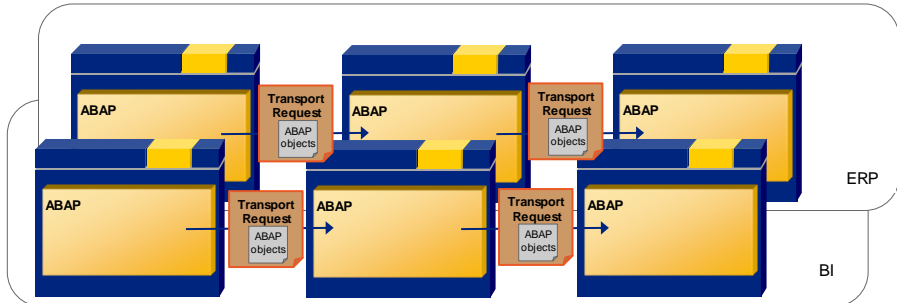 ABAP
Transport
Request
ABAP
objects
ABAP
Transport
Request
ABAP
objects
ABAP
ERP
ABAP
Transport
Request
ABAP
objects
ABAP
Transport
Request
ABAP
objects
ABAP
BI